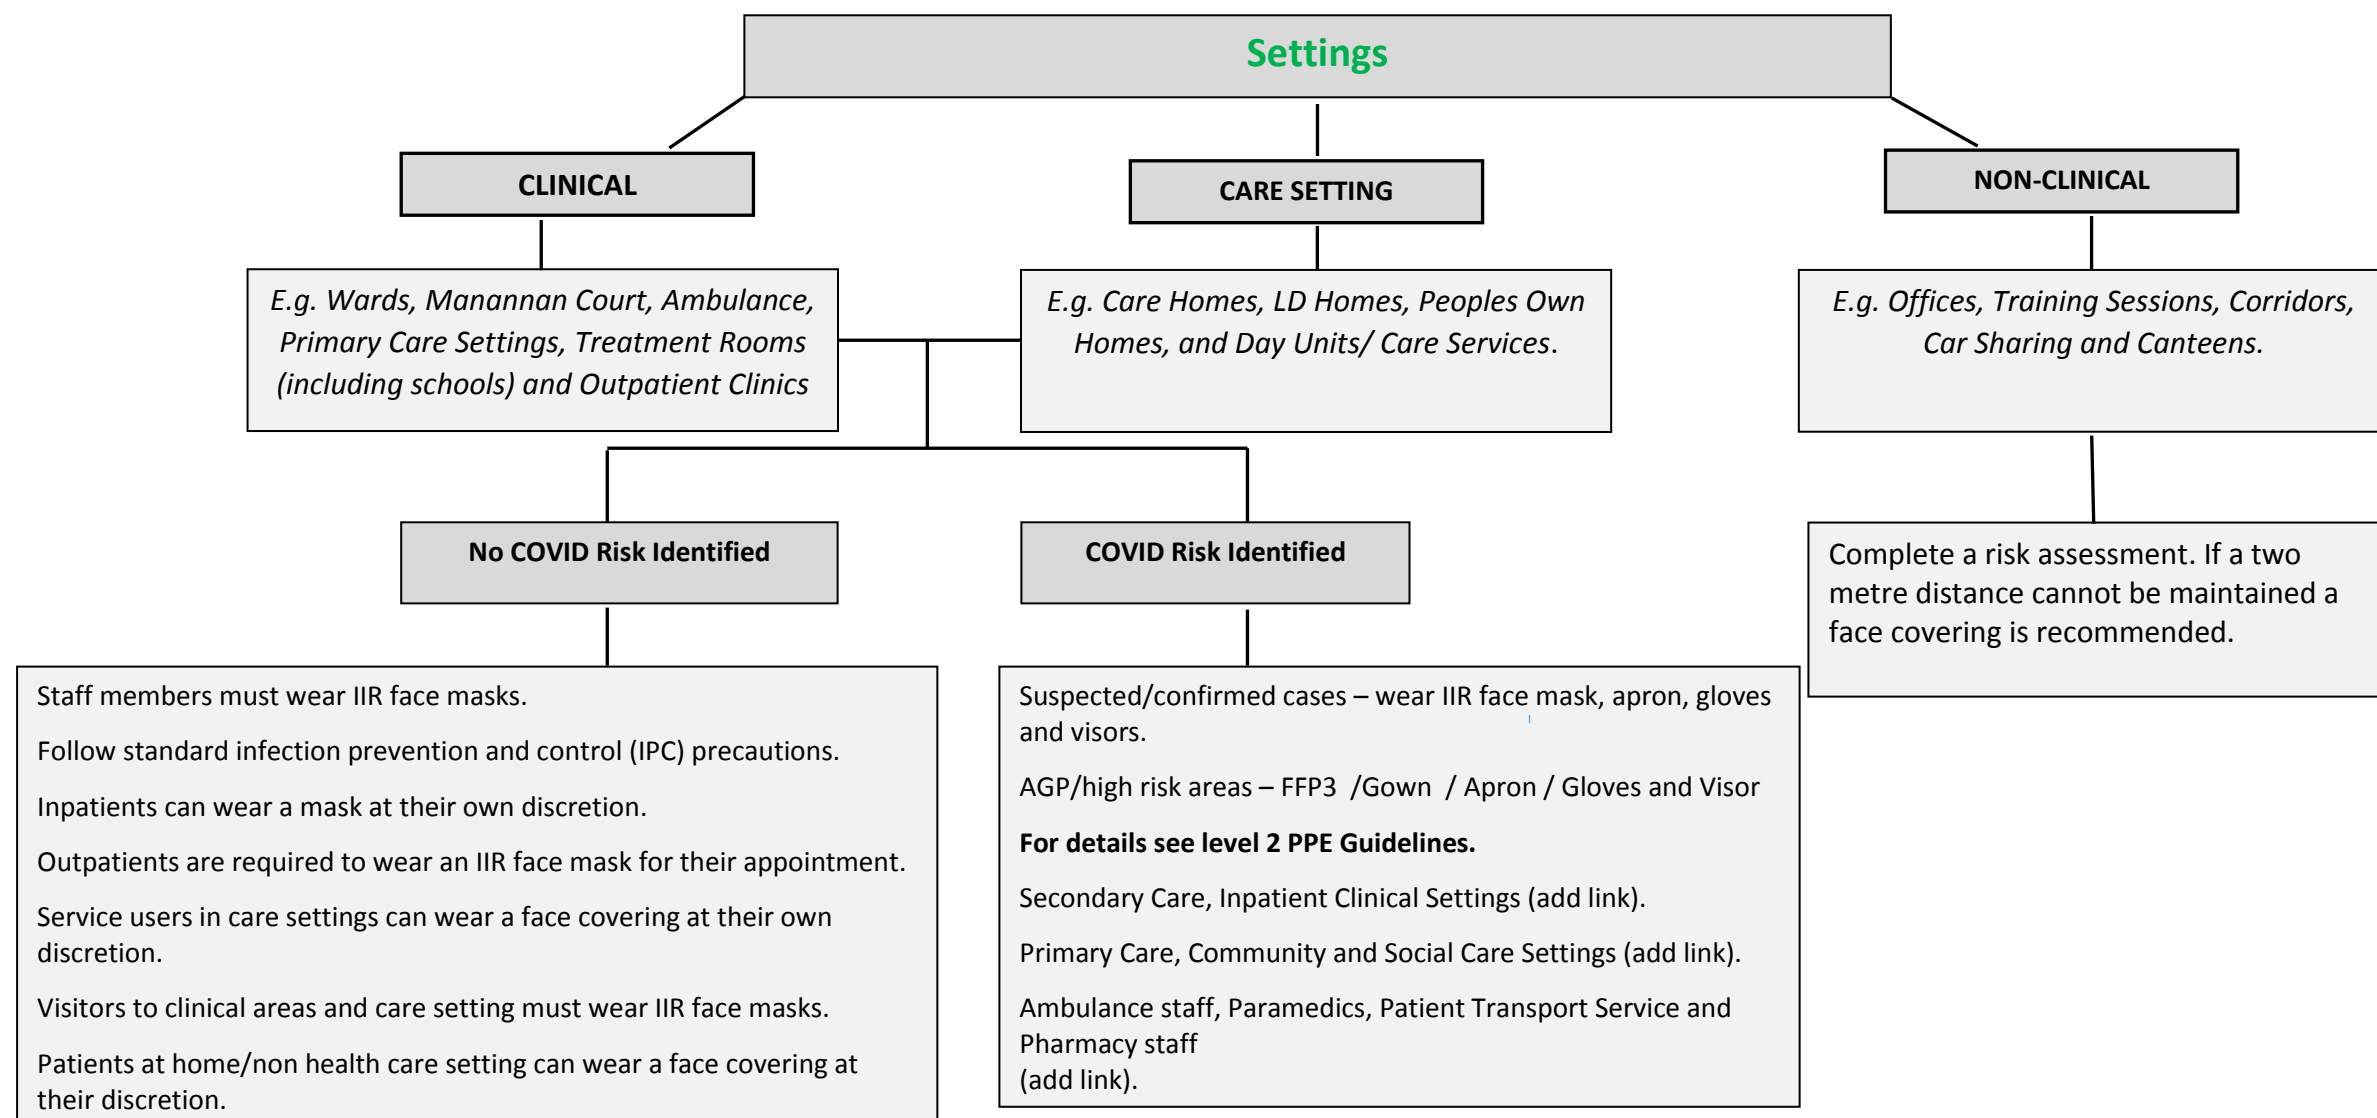 Settings
CLINICAL
CARE SETTING
NON-CLINICAL
E.g. Wards, Manannan Court, Ambulance,
Primary Care Settings, Treatment Rooms
(including schools) and Outpatient Clinics
E.g. Care Homes, LD Homes, Peoples Own
Homes, and Day Units/ Care Services.
E.g. Offices, Training Sessions, Corridors,
Car Sharing and Canteens.
No COVID Risk Identified
COVID Risk Identified
Complete a risk assessment. If a two
metre distance cannot be maintained a
face covering is recommended.
Staff members must wear IIR face masks.
Follow standard infection prevention and control (IPC) precautions.
Inpatients can wear a mask at their own discretion.
Outpatients are required to wear an IIR face mask for their appointment.
Service users in care settings can wear a face covering at their own
discretion.
Visitors to clinical areas and care setting must wear IIR face masks.
Patients at home/non health care setting can wear a face covering at
their discretion.
Suspected/confirmed cases – wear IIR face mask, apron, gloves
and visors.
AGP/high risk areas – FFP3  /Gown  / Apron / Gloves and Visor
For details see level 2 PPE Guidelines.
Secondary Care, Inpatient Clinical Settings (add link).
Primary Care, Community and Social Care Settings (add link).
Ambulance staff, Paramedics, Patient Transport Service and
Pharmacy staff
(add link).